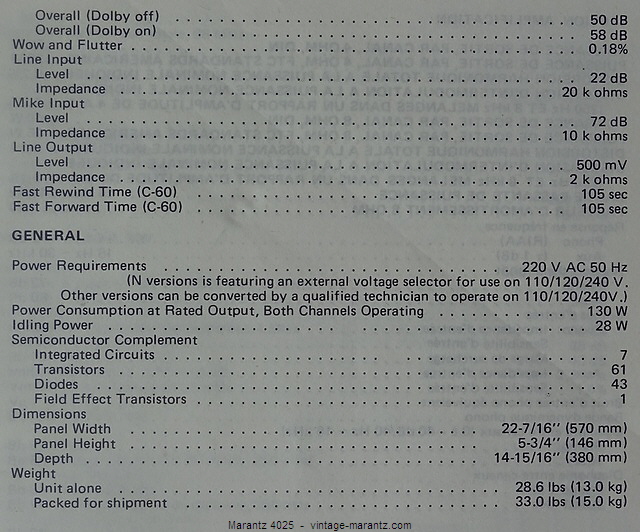 Overall (Dolby off) . . . . . . . . . . . . . . . . . . . . 50 dB
Overall (Dolby on) . . . . . . . . . . . . . . . . . . . . 58 dB
Wow and Flutter . . . . . . . . . . . . . . . . . . . . 0.18%
Line Input
Level . . . . . . . . . . . . . . . . . . . . 22 dB
Impedance . . . . . . . . . . . . . . . . . . . . 20 k ohms
Mike Input
Level . . . . . . . . . . . . . . . . . . . . 72 dB
Impedance . . . . . . . . . . . . . . . . . . . . 10 k ohms
Line Output
Level . . . . . . . . . . . . . . . . . . . . 500 mV
Impedance . . . . . . . . . . . . . . . . . . . . 2 k ohms
Fast Rewind Time (C-60) . . . . . . . . . . . . . . . . . . . . 105 sec
Fast Forward Time (C-60) . . . . . . . . . . . . . . . . . . . . 105 sec
GENERAL
Power Requirements . . . . . . . . . . . . . . . . . . . . 220 V AC 50 Hz
(N versions is featuring an external voltage selector for use on 110/120/240 V.
Other versions can be converted by a qualified technician to operate on 110/120/240V.)
Power Consumption at Rated Output, Both Channels Operating . . . . . . . . . . 130 W
Idling Power . . . . . . . . . . . . . . . . . . . . 28 W
Semiconductor Complement
Integrated Circuits . . . . . . . . . . . . . . . . . . . . 7
Transistors . . . . . . . . . . . . . . . . . . . . 61
Diodes . . . . . . . . . . . . . . . . . . . . 43
Field Effect Transistors . . . . . . . . . . . . . . . . . . . . 1
Dimensions
Panel Width . . . . . . . . . . . . . . . . . . . . 22-7/16'' (570 mm)
Panel Height . . . . . . . . . . . . . . . . . . . . 5-3/4'' (146 mm)
Depth . . . . . . . . . . . . . . . . . . . . 14-15/16'' (380 mm)
Weight
Unit alone . . . . . . . . . . . . . . . . . . . . 28.6 lbs (13.0 kg)
Packed for shipment . . . . . . . . . . . . . . . . . . . . 33.0 lbs (15.0 kg)
Marantz 4025 - vintage-marantz.com